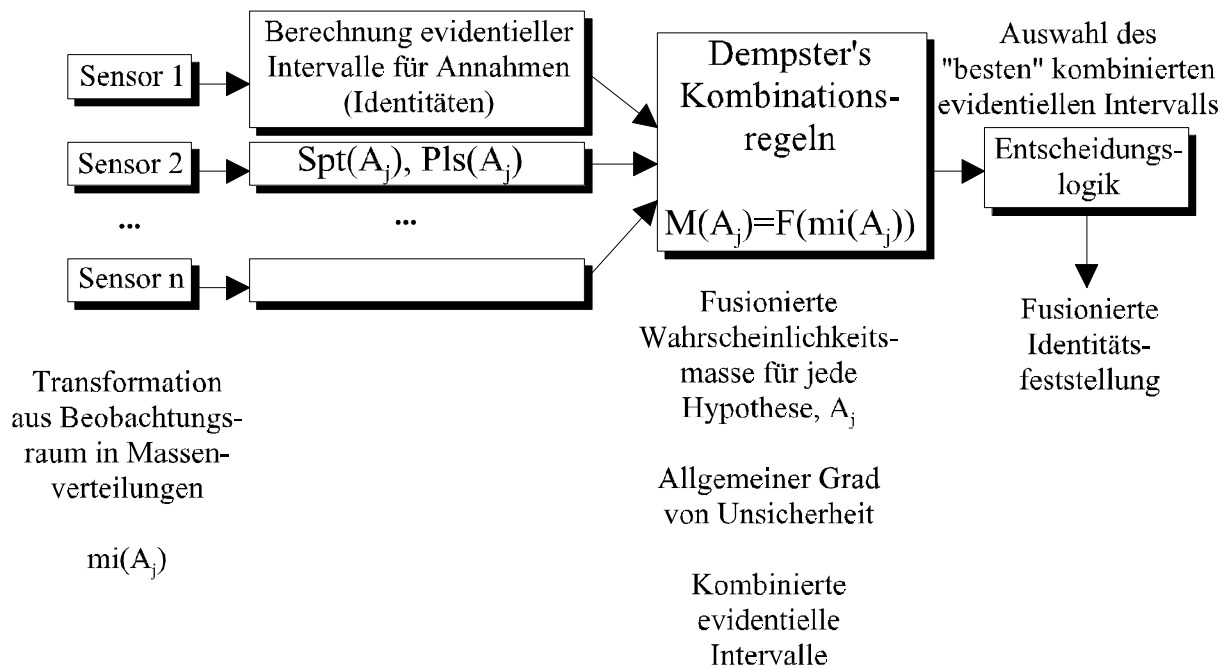 Sensor 1
Berechnung evidentieller
Intervalle für Annahmen
(Identitäten)
Sensor 2
Spt(Aj), Pls(Aj)
...
...
Sensor n
Dempster's
Kombinations-
regeln
M(Aj)=F(mi(Aj))
Auswahl des
"besten" kombinierten
evidentiellen Intervalls
Entscheidungs-
logik
Fusionierte
Identitäts-
feststellung
Transformation
aus Beobachtungs-
raum in Massen-
verteilungen
mi(Aj)
Fusionierte
Wahrscheinlichkeits-
masse für jede
Hypothese, Aj
Allgemeiner Grad
von Unsicherheit
Kombinierte
evidentielle
Intervalle